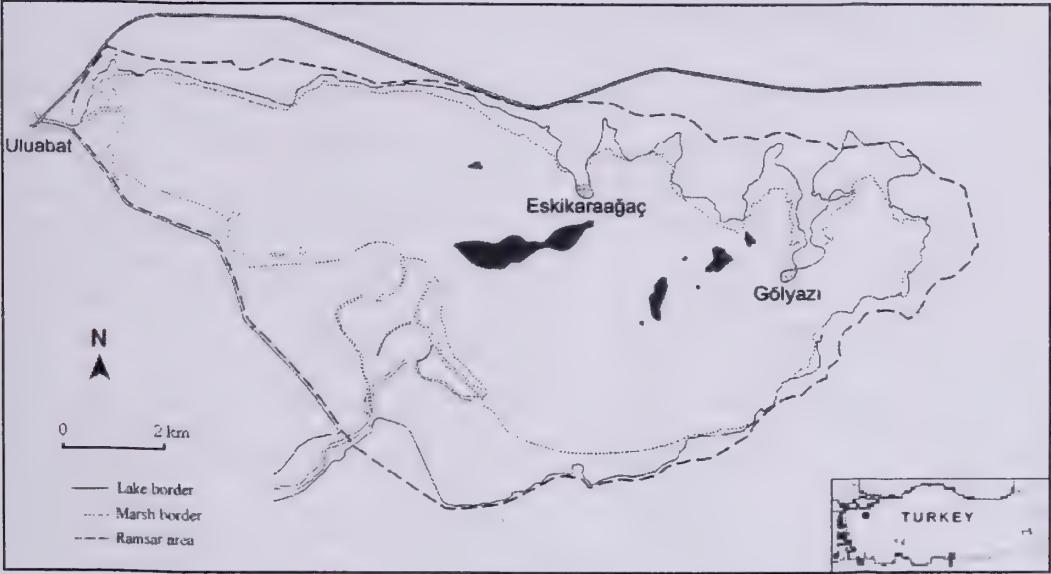 Uluabat
Eskikaraağaç
Gölyazı
N
0 2 km
Lake border
Marsh border
Ramsar area
TURKEY